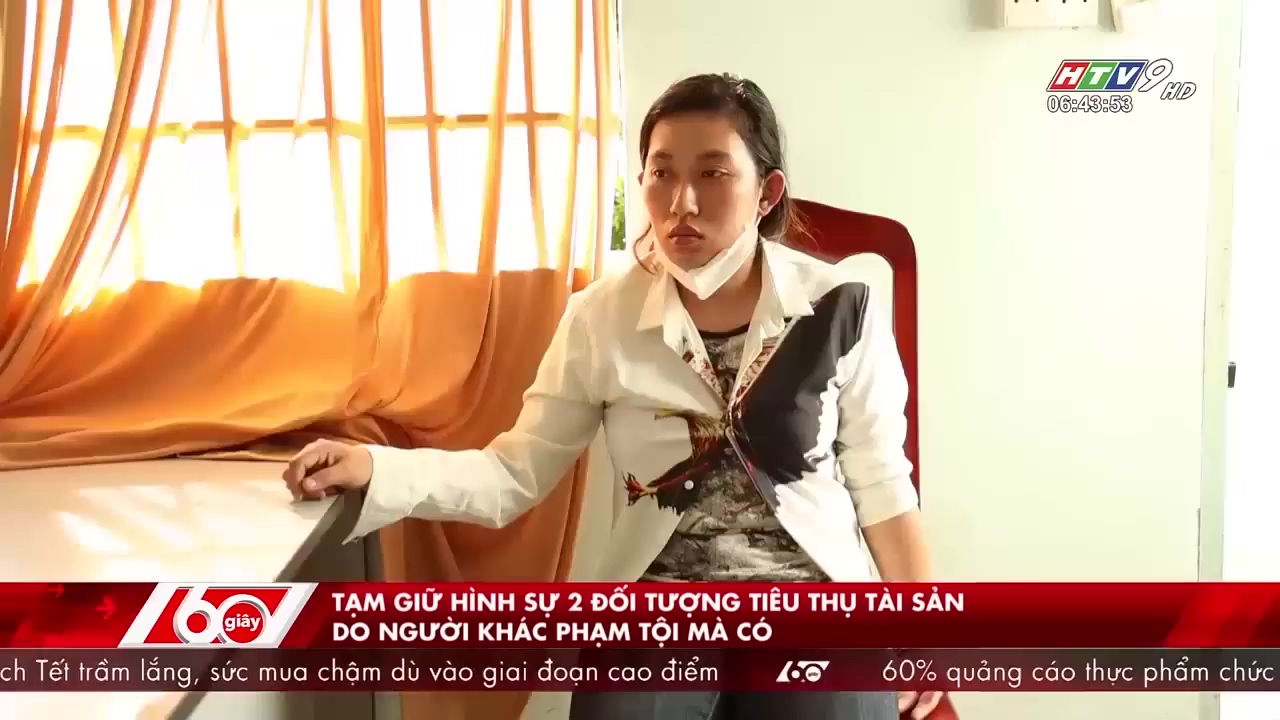 HTV9 HD
06:43:53
60 giây
TẠM GIỮ HÌNH SỰ 2 ĐỐI TƯỢNG TIÊU THỤ TÀI SẢN
DO NGƯỜI KHÁC PHẠM TỘI MÀ CÓ
ch Tết trầm lắng, sức mua chậm dù vào giai đoạn cao điểm 60 giây 60% quảng cáo thực phẩm chức